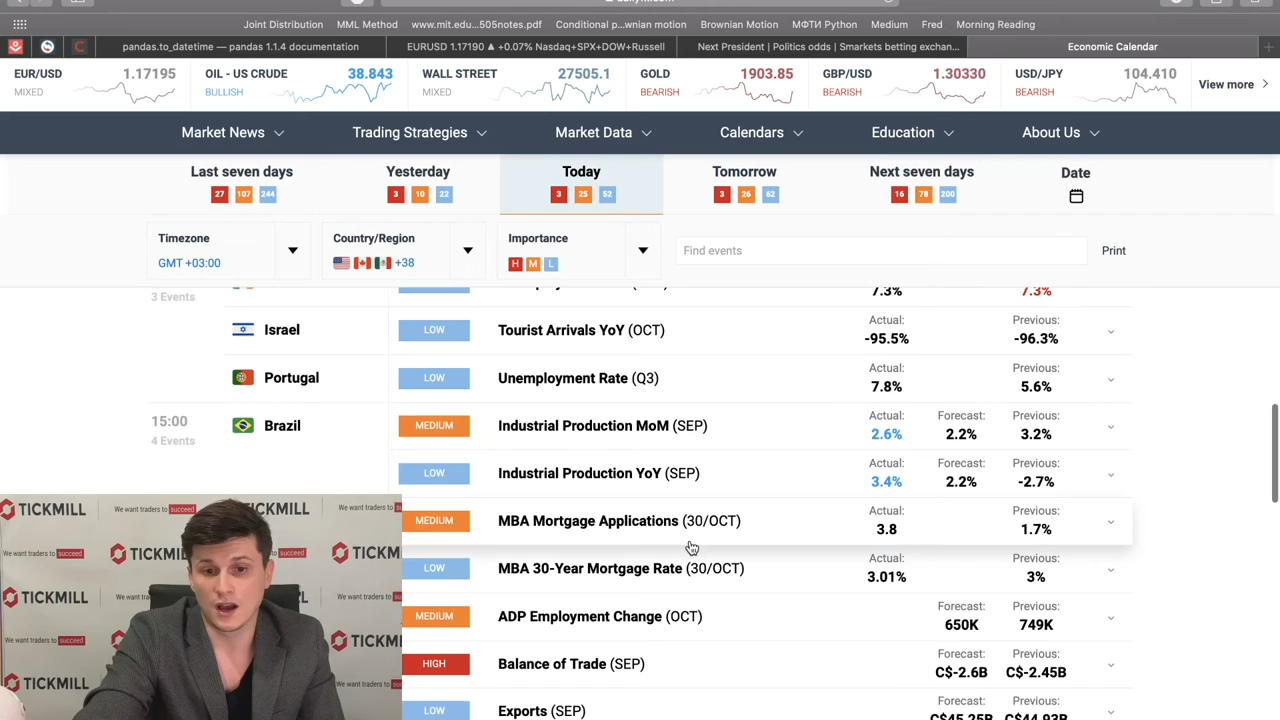 Joint Distribution MML Method www.mit.edu...505notes.pdf Conditional p...wnian motion Brownian Motion МФТИ Python Medium Fred Morning Reading
pandas.to_datetime — pandas 1.1.4 documentation EURUSD 1.17190 ▲ +0.07% Nasdaq+SPX+DOW+Russell Next President | Politics odds | Smarkets betting exchan... Economic Calendar
EUR/USD 1.17195 OIL - US CRUDE 38.843 WALL STREET 27505.1 GOLD 1903.85 GBP/USD 1.30330 USD/JPY 104.410 View more
MIXED BULLISH MIXED BEARISH BEARISH BEARISH
Market News Trading Strategies Market Data Calendars Education About Us
Last seven days Yesterday Today Tomorrow Next seven days Date
27 107 244 3 10 22 3 25 52 3 26 62 16 78 200
Timezone Country/Region Importance
GMT +03:00 +38 H M L Find events Print
3 Events 7.3% 7.3%
Israel LOW Tourist Arrivals YoY (OCT) Actual: -95.5% Previous: -96.3%
Portugal LOW Unemployment Rate (Q3) Actual: 7.8% Previous: 5.6%
15:00 4 Events Brazil MEDIUM Industrial Production MoM (SEP) Actual: 2.6% Forecast: 2.2% Previous: 3.2%
LOW Industrial Production YoY (SEP) Actual: 3.4% Forecast: 2.2% Previous: -2.7%
MEDIUM MBA Mortgage Applications (30/OCT) Actual: 3.8 Previous: 1.7%
LOW MBA 30-Year Mortgage Rate (30/OCT) Actual: 3.01% Previous: 3%
MEDIUM ADP Employment Change (OCT) Forecast: 650K Previous: 749K
HIGH Balance of Trade (SEP) Forecast: C$-2.6B Previous: C$-2.45B
LOW Exports (SEP) Forecast: C$45.25B Previous: C$44.93B
TICKMILL
We want traders to succeed